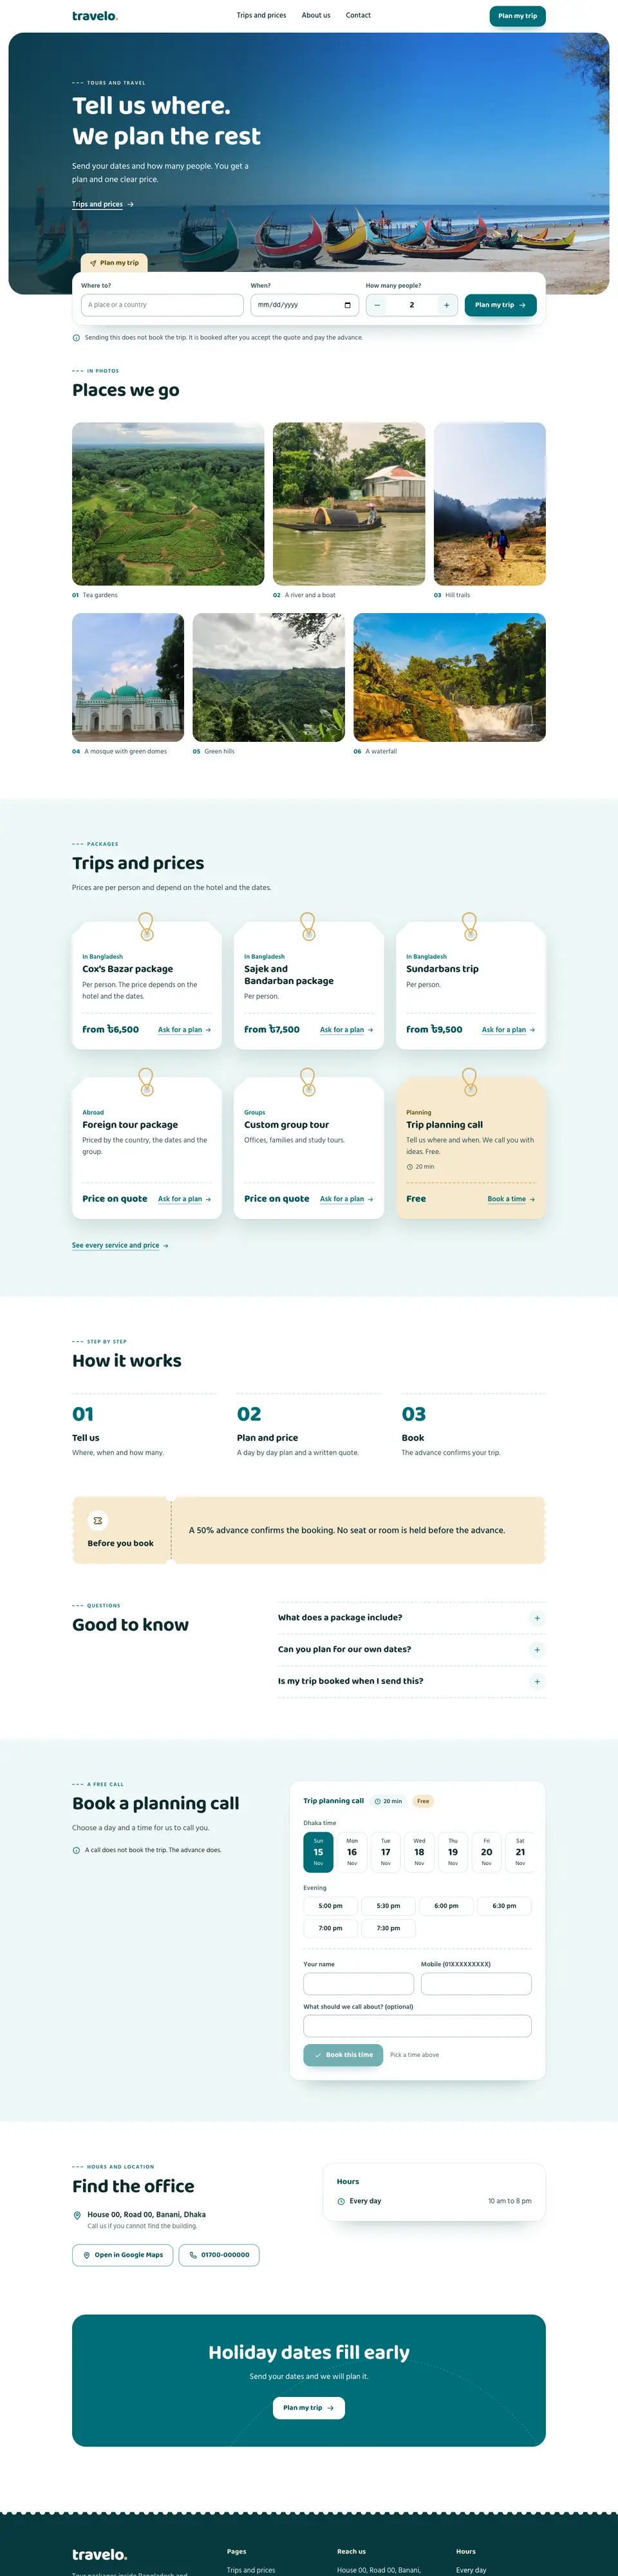 travelo.
Trips and prices
About us
Contact
Plan my trip
TOURS AND TRAVEL
Tell us where.
We plan the rest
Send your dates and how many people. You get a
plan and one clear price.
Trips and prices
Plan my trip
Where to?
When?
How many people?
A place or a country
mm/dd/yyyy
2
Plan my trip
Sending this does not book the trip. It is booked after you accept the quote and pay the advance.
IN PHOTOS
Places we go
01 Tea gardens
02 A river and a boat
03 Hill trails
04 A mosque with green domes
05 Green hills
06 A waterfall
PACKAGES
Trips and prices
Prices are per person and depend on the hotel and the dates.
In Bangladesh
Cox's Bazar package
Per person. The price depends on the
hotel and the dates.
from ৳6,500
Ask for a plan
In Bangladesh
Sajek and
Bandarban package
Per person.
from ৳7,500
Ask for a plan
In Bangladesh
Sundarbans trip
Per person.
from ৳9,500
Ask for a plan
Abroad
Foreign tour package
Priced by the country, the dates and the
group.
Price on quote
Ask for a plan
Groups
Custom group tour
Offices, families and study tours.
Price on quote
Ask for a plan
Planning
Trip planning call
Tell us where and when. We call you with
ideas. Free.
20 min
Free
Book a time
See every service and price
STEP BY STEP
How it works
01
Tell us
Where, when and how many.
02
Plan and price
A day by day plan and a written quote.
03
Book
The advance confirms your trip.
Before you book
A 50% advance confirms the booking. No seat or room is held before the advance.
QUESTIONS
Good to know
What does a package include?
Can you plan for our own dates?
Is my trip booked when I send this?
A FREE CALL
Book a planning call
Choose a day and a time for us to call you.
A call does not book the trip. The advance does.
Trip planning call
20 min
Free
Dhaka time
Sun
15
Nov
Mon
16
Nov
Tue
17
Nov
Wed
18
Nov
Thu
19
Nov
Fri
20
Nov
Sat
21
Nov
Evening
5:00 pm
5:30 pm
6:00 pm
6:30 pm
7:00 pm
7:30 pm
Your name
Mobile (01XXXXXXXXX)
What should we call about? (optional)
Book this time
Pick a time above
HOURS AND LOCATION
Find the office
House 00, Road 00, Banani, Dhaka
Call us if you cannot find the building.
Open in Google Maps
01700-000000
Hours
Every day
10 am to 8 pm
Holiday dates fill early
Send your dates and we will plan it.
Plan my trip
travelo.
Pages
Reach us
Hours
Trips and prices
House 00, Road 00, Banani,
Every day